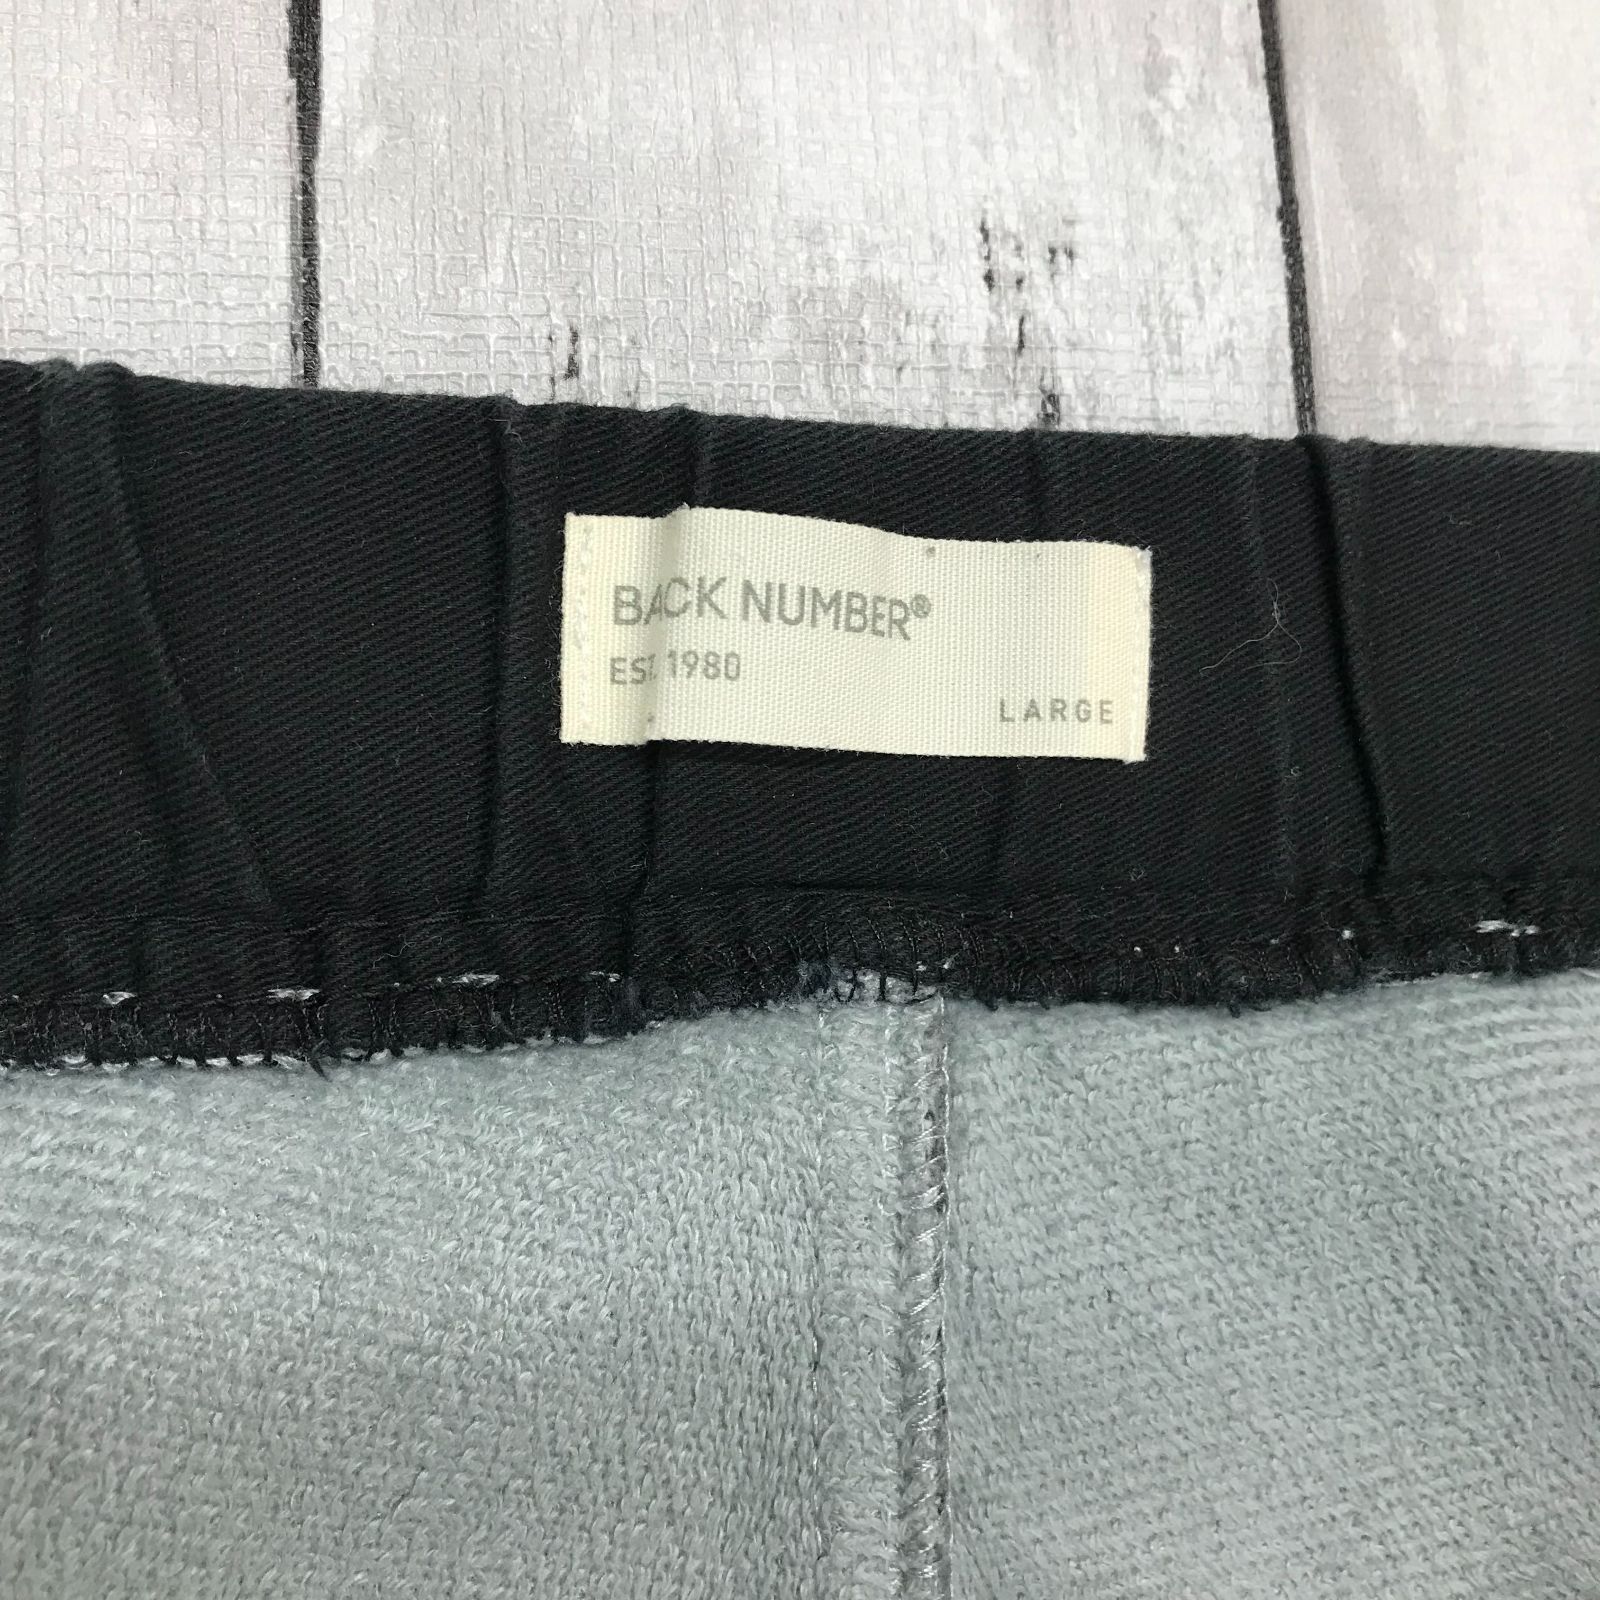 BACK NUMBER®
EST. 1980
LARGE